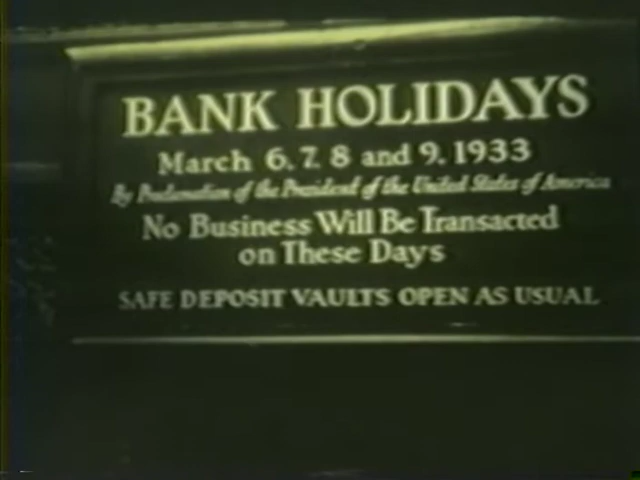 BANK HOLIDAYS
March 6. 7. 8 and 9. 1933
By Proclamation of the President of the United States of America
No Business Will Be Transacted
on These Days
SAFE DEPOSIT VAULTS OPEN AS USUAL